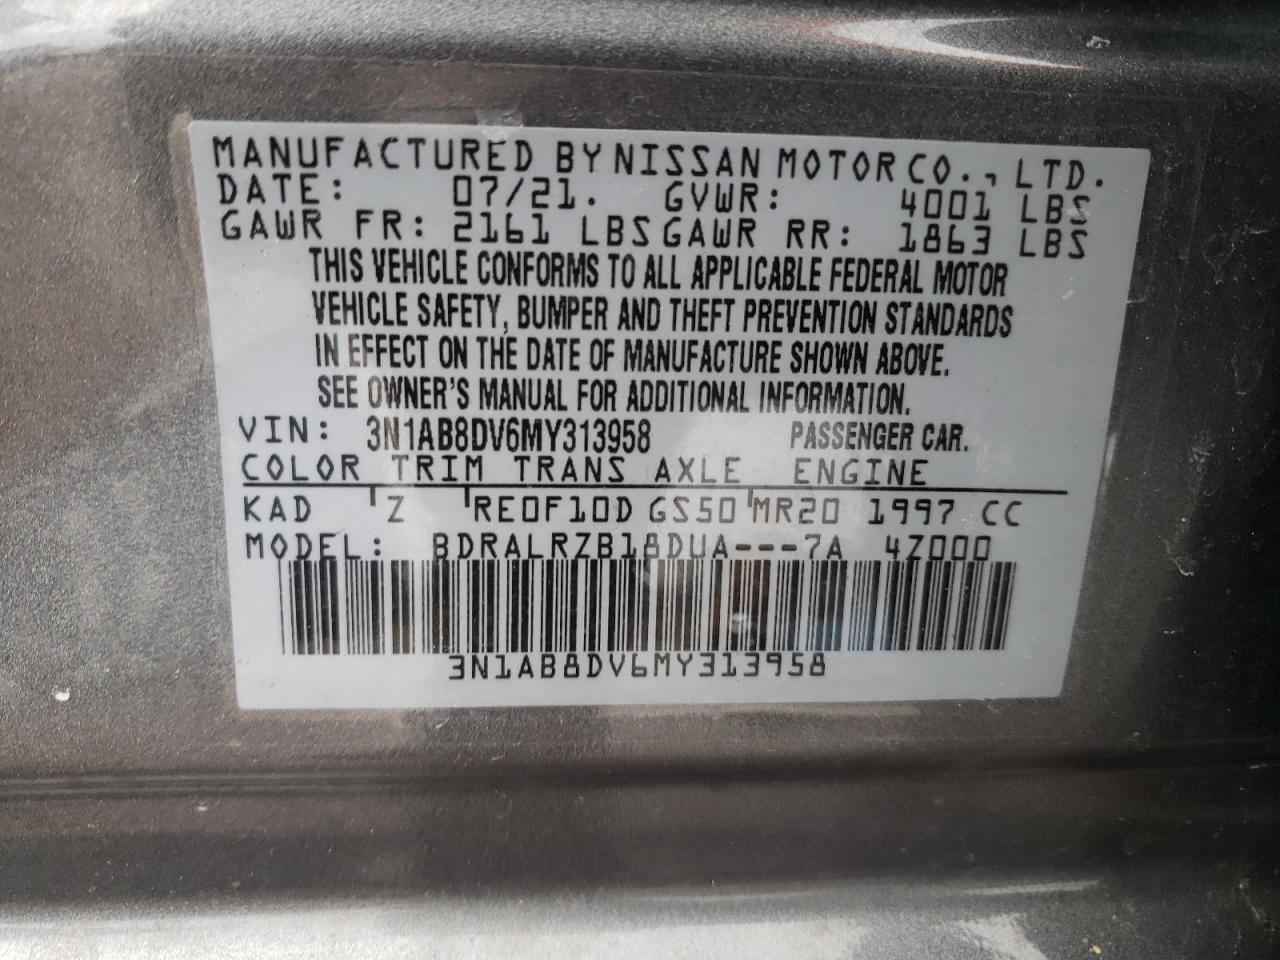 MANUFACTURED BY NISSAN MOTOR CO., LTD.
DATE: 07/21. GVWR: 4001 LBS
GAWR FR: 2161 LBS GAWR RR: 1863 LBS
THIS VEHICLE CONFORMS TO ALL APPLICABLE FEDERAL MOTOR
VEHICLE SAFETY, BUMPER AND THEFT PREVENTION STANDARDS
IN EFFECT ON THE DATE OF MANUFACTURE SHOWN ABOVE.
SEE OWNER'S MANUAL FOR ADDITIONAL INFORMATION.
VIN: 3N1AB8DV6MY313958 PASSENGER CAR.
COLOR TRIM TRANS AXLE ENGINE
KAD Z RE0F10D GS50 MR20 1997 CC
MODEL: BDRALRZB18DUA---7A 4Z000
3N1AB8DV6MY313958